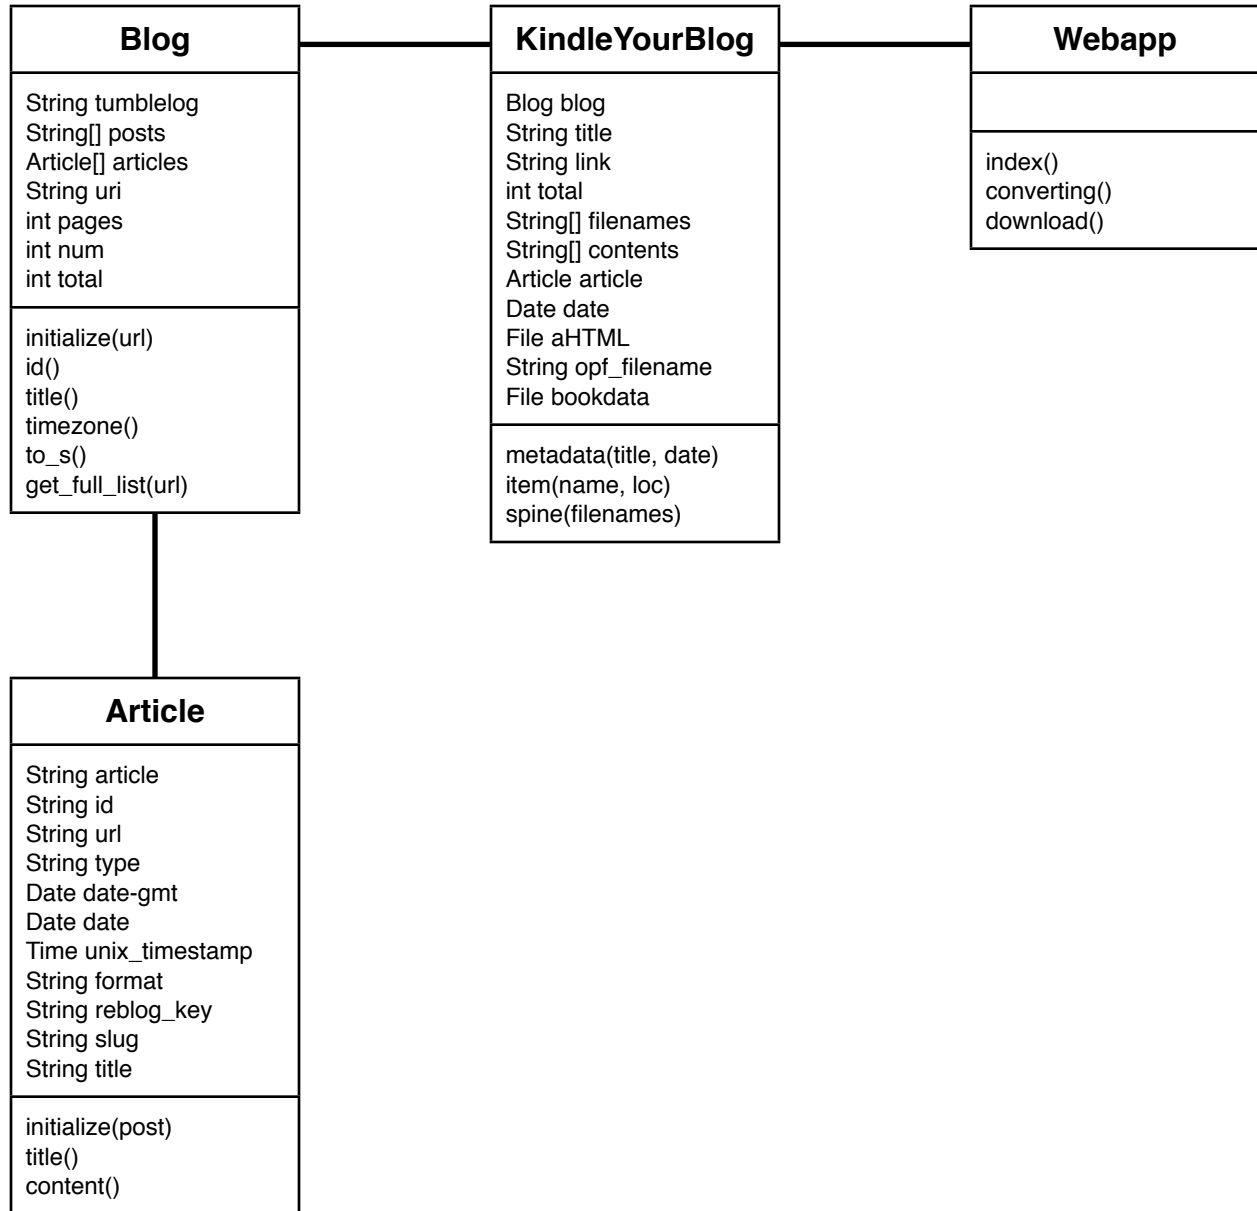 Blog
String tumblelog
String[] posts
Article[] articles
String uri
int pages
int num
int total
initialize(url)
id()
title()
timezone()
to_s()
get_full_list(url)
KindleYourBlog
Blog blog
String title
String link
int total
String[] filenames
String[] contents
Article article
Date date
File aHTML
String opf_filename
File bookdata
metadata(title, date)
item(name, loc)
spine(filenames)
Webapp
index()
converting()
download()
Article
String article
String id
String url
String type
Date date-gmt
Date date
Time unix_timestamp
String format
String reblog_key
String slug
String title
initialize(post)
title()
content()